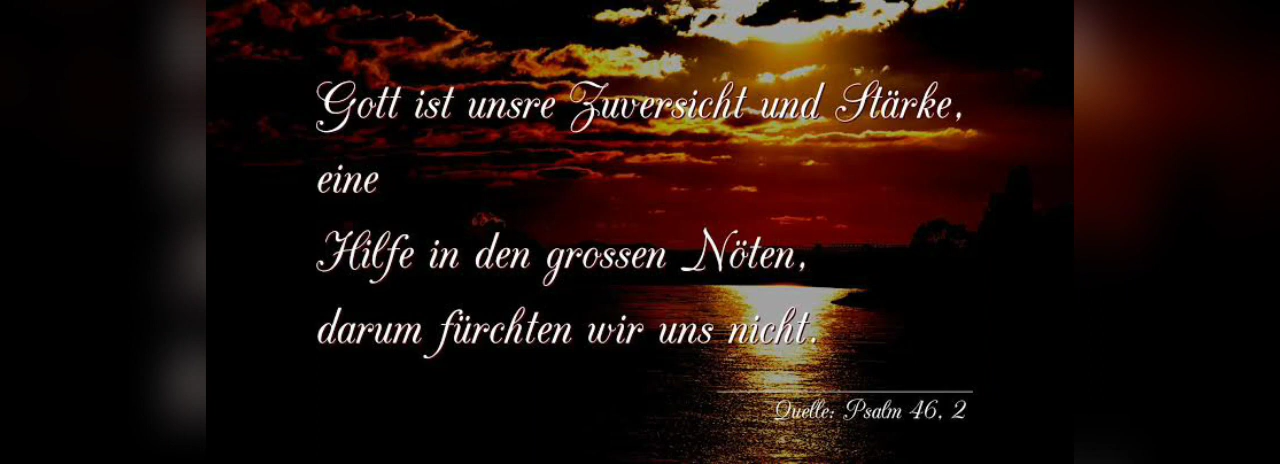 Gott ist unsre Zuversicht und Stärke,
eine
Hilfe in den grossen Nöten,
darum fürchten wir uns nicht.
Quelle: Psalm 46, 2